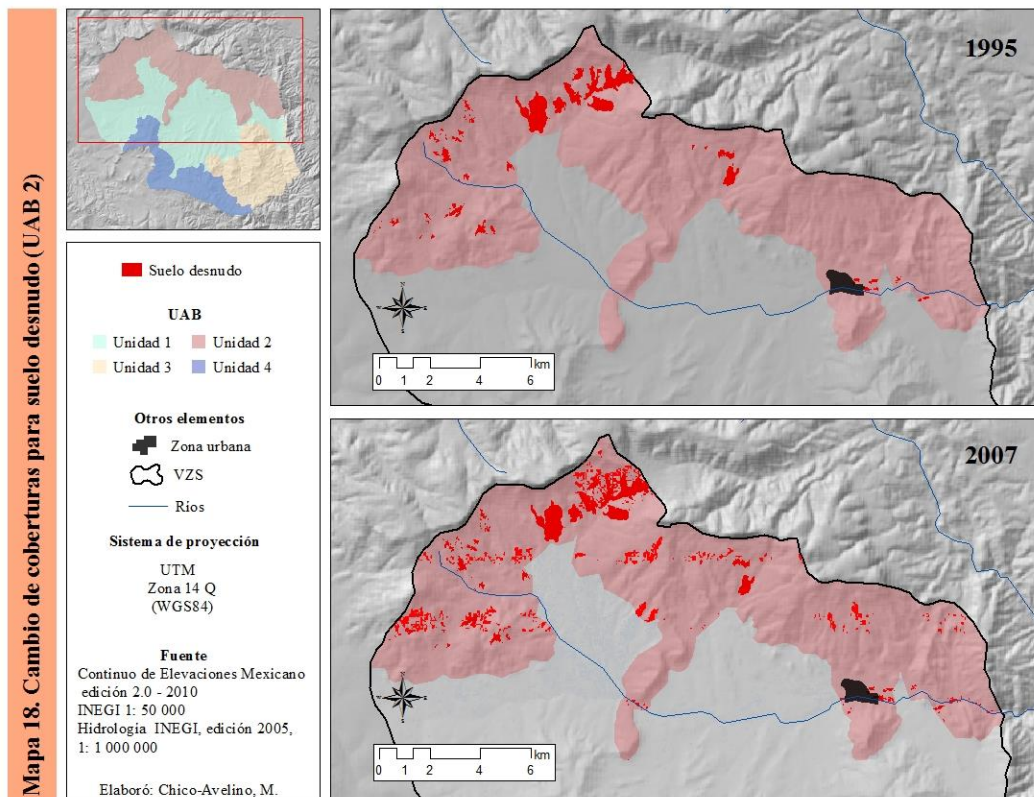 Mapa 18. Cambio de coberturas para suelo desnudo (UAB 2)
Suelo desnudo
UAB
Unidad 1
Unidad 2
Unidad 3
Unidad 4
Otros elementos
Zona urbana
VZS
Rios
Sistema de proyección
UTM
Zona 14 Q
(WGS84)
Fuente
Continuo de Elevaciones Mexicano
edición 2.0 - 2010
INEGI 1: 50 000
Hidrologia INEGI, edición 2005,
1: 1 000 000
Elaboró: Chico-Avelino, M.
1995
N
km
0 1 2 4 6
2007
N
km
0 1 2 4 6